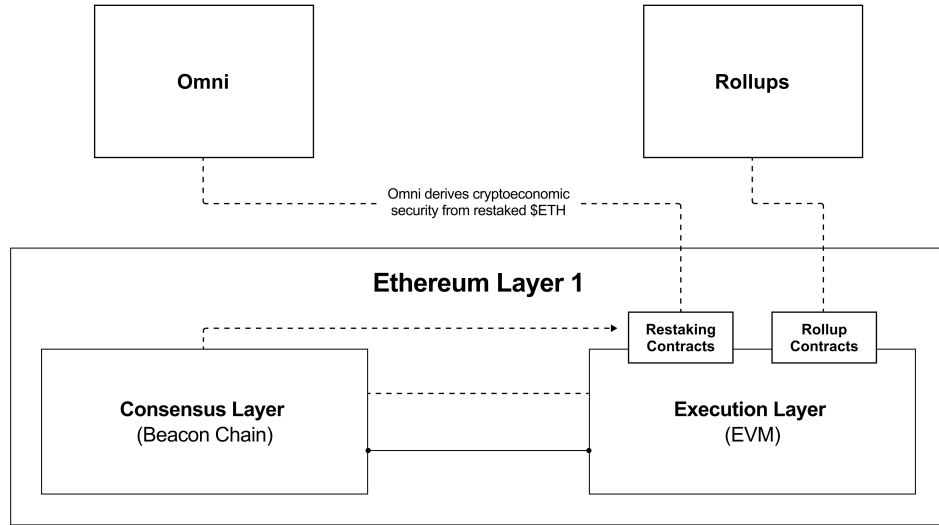 Omni
Rollups
Omni derives cryptoeconomic
security from restaked $ETH
Ethereum Layer 1
Restaking
Contracts
Rollup
Contracts
Consensus Layer
(Beacon Chain)
Execution Layer
(EVM)